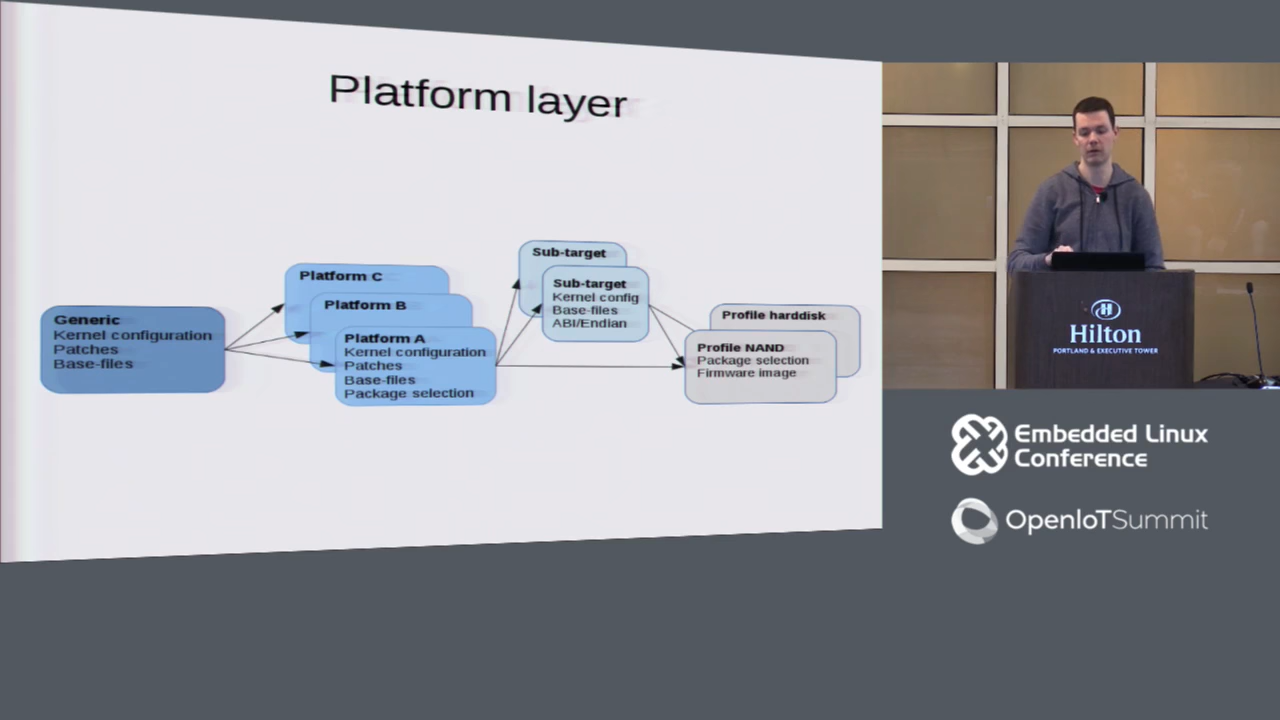 Platform layer
Generic
Kernel configuration
Patches
Base-files
Platform C
Platform B
Platform A
Kernel configuration
Patches
Base-files
Package selection
Sub-target
Sub-target
Kernel config
Base-files
ABI/Endian
Profile harddisk
Profile NAND
Package selection
Firmware image
Hilton
PORTLAND & EXECUTIVE TOWER
Embedded Linux
Conference
OpenIoTSummit